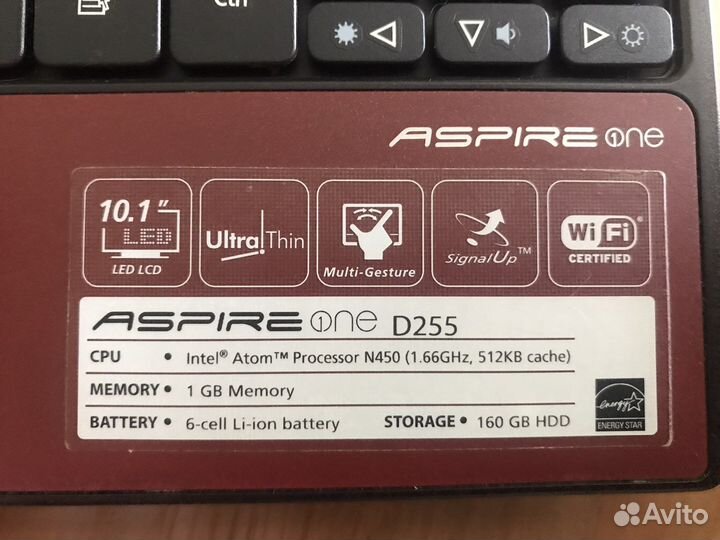 Ctrl
ASPIRE one
10.1"
LED
LED LCD
UltraThin
Multi-Gesture
SignalUp™
Wi Fi
CERTIFIED
ASPIRE one D255
CPU • Intel® Atom™ Processor N450 (1.66GHz, 512KB cache)
MEMORY • 1 GB Memory
BATTERY • 6-cell Li-ion battery STORAGE • 160 GB HDD
energy
ENERGY STAR
Avito